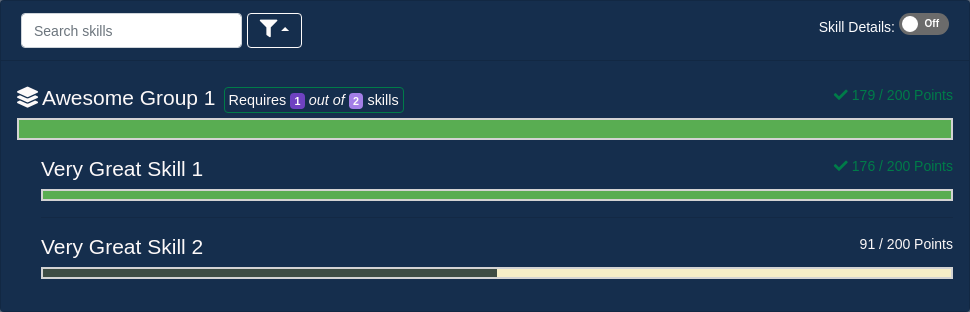 Search skills
Skill Details: Off
Awesome Group 1 Requires 1 out of 2 skills 179 / 200 Points
Very Great Skill 1 176 / 200 Points
Very Great Skill 2 91 / 200 Points